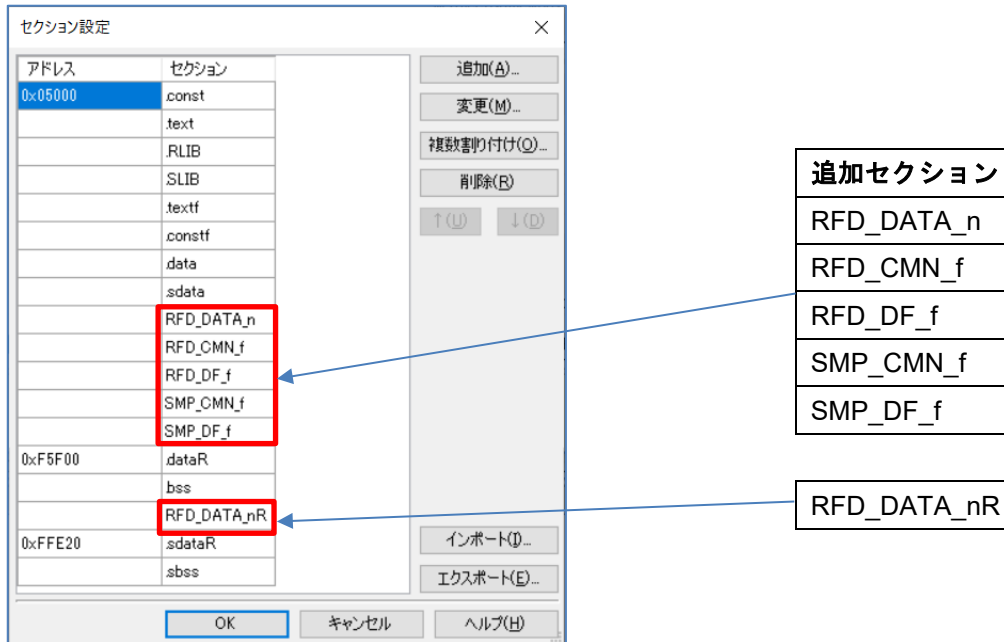 セクション設定
アドレス セクション
0x05000 .const
.text
.RLIB
.SLIB
.textf
.constf
.data
.sdata
RFD_DATA_n
RFD_CMN_f
RFD_DF_f
SMP_CMN_f
SMP_DF_f
0xF5F00 .dataR
.bss
RFD_DATA_nR
0xFFE20 .sdataR
.sbss
追加(A)...
変更(M)...
複数割り付け(O)...
削除(R)
↑(U) ↓(D)
インポート(I)...
エクスポート(E)...
OK キャンセル ヘルプ(H)
追加セクション
RFD_DATA_n
RFD_CMN_f
RFD_DF_f
SMP_CMN_f
SMP_DF_f
RFD_DATA_nR